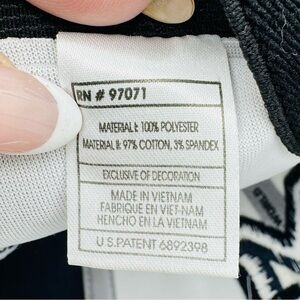 RN # 97071
MATERIAL I: 100% POLYESTER
MATERIAL II: 97% COTTON, 3% SPANDEX
EXCLUSIVE OF DECORATION
MADE IN VIETNAM
FABRIQUE EN VIET NAM
HENCHO EN LA VIETNAM
U.S.PATENT 6892398